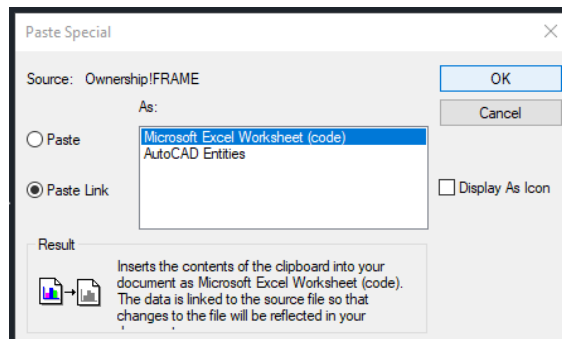 Paste Special
Source: Ownership!FRAME
OK
As:
Cancel
Paste
Microsoft Excel Worksheet (code)
AutoCAD Entities
Paste Link
Display As Icon
Result
Inserts the contents of the clipboard into your
document as Microsoft Excel Worksheet (code).
The data is linked to the source file so that
changes to the file will be reflected in your